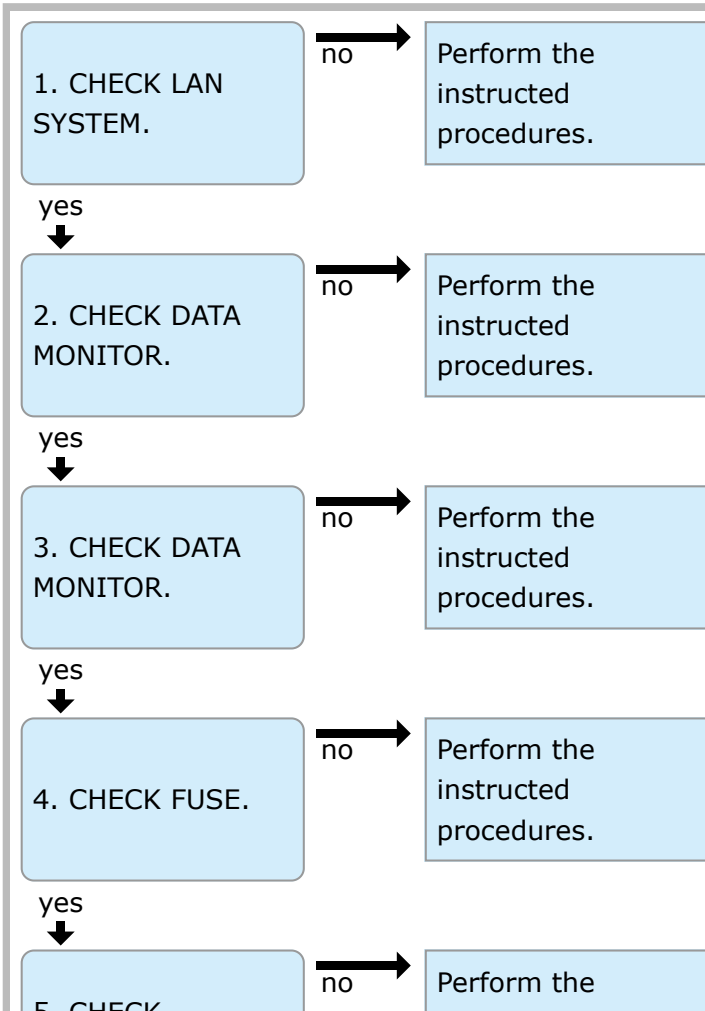 1. CHECK LAN
SYSTEM.
no
Perform the
instructed
procedures.
yes
2. CHECK DATA
MONITOR.
no
Perform the
instructed
procedures.
yes
3. CHECK DATA
MONITOR.
no
Perform the
instructed
procedures.
yes
4. CHECK FUSE.
no
Perform the
instructed
procedures.
yes
5. CHECK
no
Perform the